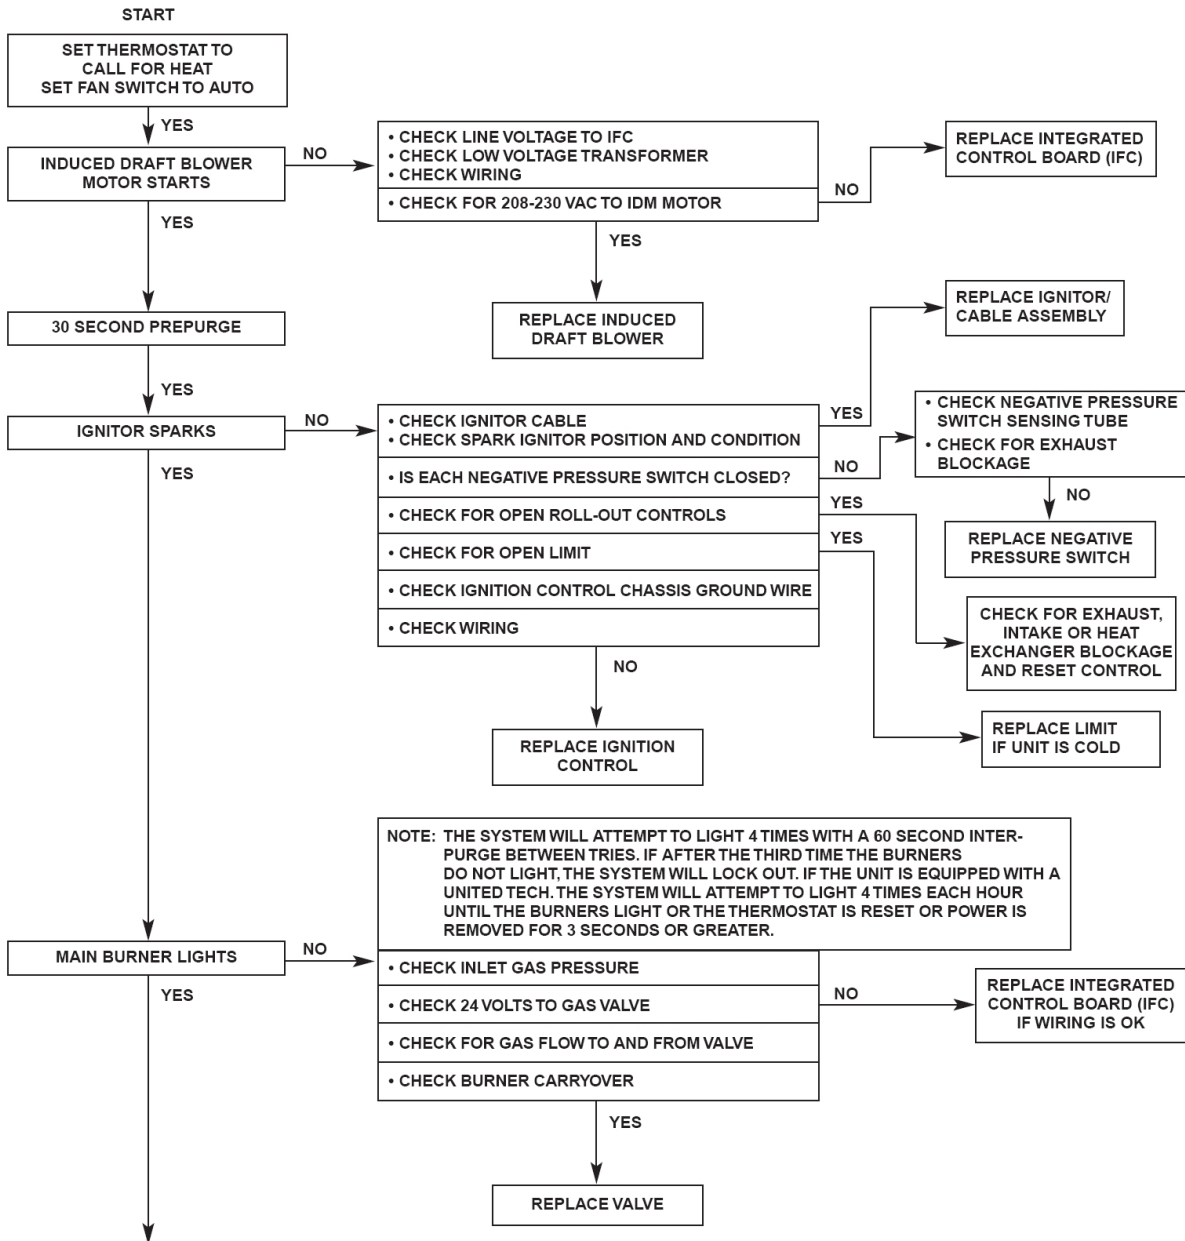 START
SET THERMOSTAT TO
CALL FOR HEAT
SET FAN SWITCH TO AUTO
YES
INDUCED DRAFT BLOWER
MOTOR STARTS
NO
• CHECK LINE VOLTAGE TO IFC
• CHECK LOW VOLTAGE TRANSFORMER
• CHECK WIRING
• CHECK FOR 208-230 VAC TO IDM MOTOR
NO
REPLACE INTEGRATED
CONTROL BOARD (IFC)
YES
REPLACE INDUCED
DRAFT BLOWER
YES
30 SECOND PREPURGE
YES
IGNITOR SPARKS
NO
• CHECK IGNITOR CABLE
• CHECK SPARK IGNITOR POSITION AND CONDITION
YES
REPLACE IGNITOR/
CABLE ASSEMBLY
• IS EACH NEGATIVE PRESSURE SWITCH CLOSED?
NO
• CHECK NEGATIVE PRESSURE
SWITCH SENSING TUBE
• CHECK FOR EXHAUST
BLOCKAGE
NO
REPLACE NEGATIVE
PRESSURE SWITCH
• CHECK FOR OPEN ROLL-OUT CONTROLS
YES
CHECK FOR EXHAUST,
INTAKE OR HEAT
EXCHANGER BLOCKAGE
AND RESET CONTROL
• CHECK FOR OPEN LIMIT
YES
REPLACE LIMIT
IF UNIT IS COLD
• CHECK IGNITION CONTROL CHASSIS GROUND WIRE
• CHECK WIRING
NO
REPLACE IGNITION
CONTROL
YES
NOTE: THE SYSTEM WILL ATTEMPT TO LIGHT 4 TIMES WITH A 60 SECOND INTER-
PURGE BETWEEN TRIES. IF AFTER THE THIRD TIME THE BURNERS
DO NOT LIGHT, THE SYSTEM WILL LOCK OUT. IF THE UNIT IS EQUIPPED WITH A
UNITED TECH. THE SYSTEM WILL ATTEMPT TO LIGHT 4 TIMES EACH HOUR
UNTIL THE BURNERS LIGHT OR THE THERMOSTAT IS RESET OR POWER IS
REMOVED FOR 3 SECONDS OR GREATER.
MAIN BURNER LIGHTS
NO
• CHECK INLET GAS PRESSURE
• CHECK 24 VOLTS TO GAS VALVE
NO
REPLACE INTEGRATED
CONTROL BOARD (IFC)
IF WIRING IS OK
• CHECK FOR GAS FLOW TO AND FROM VALVE
• CHECK BURNER CARRYOVER
YES
REPLACE VALVE
YES